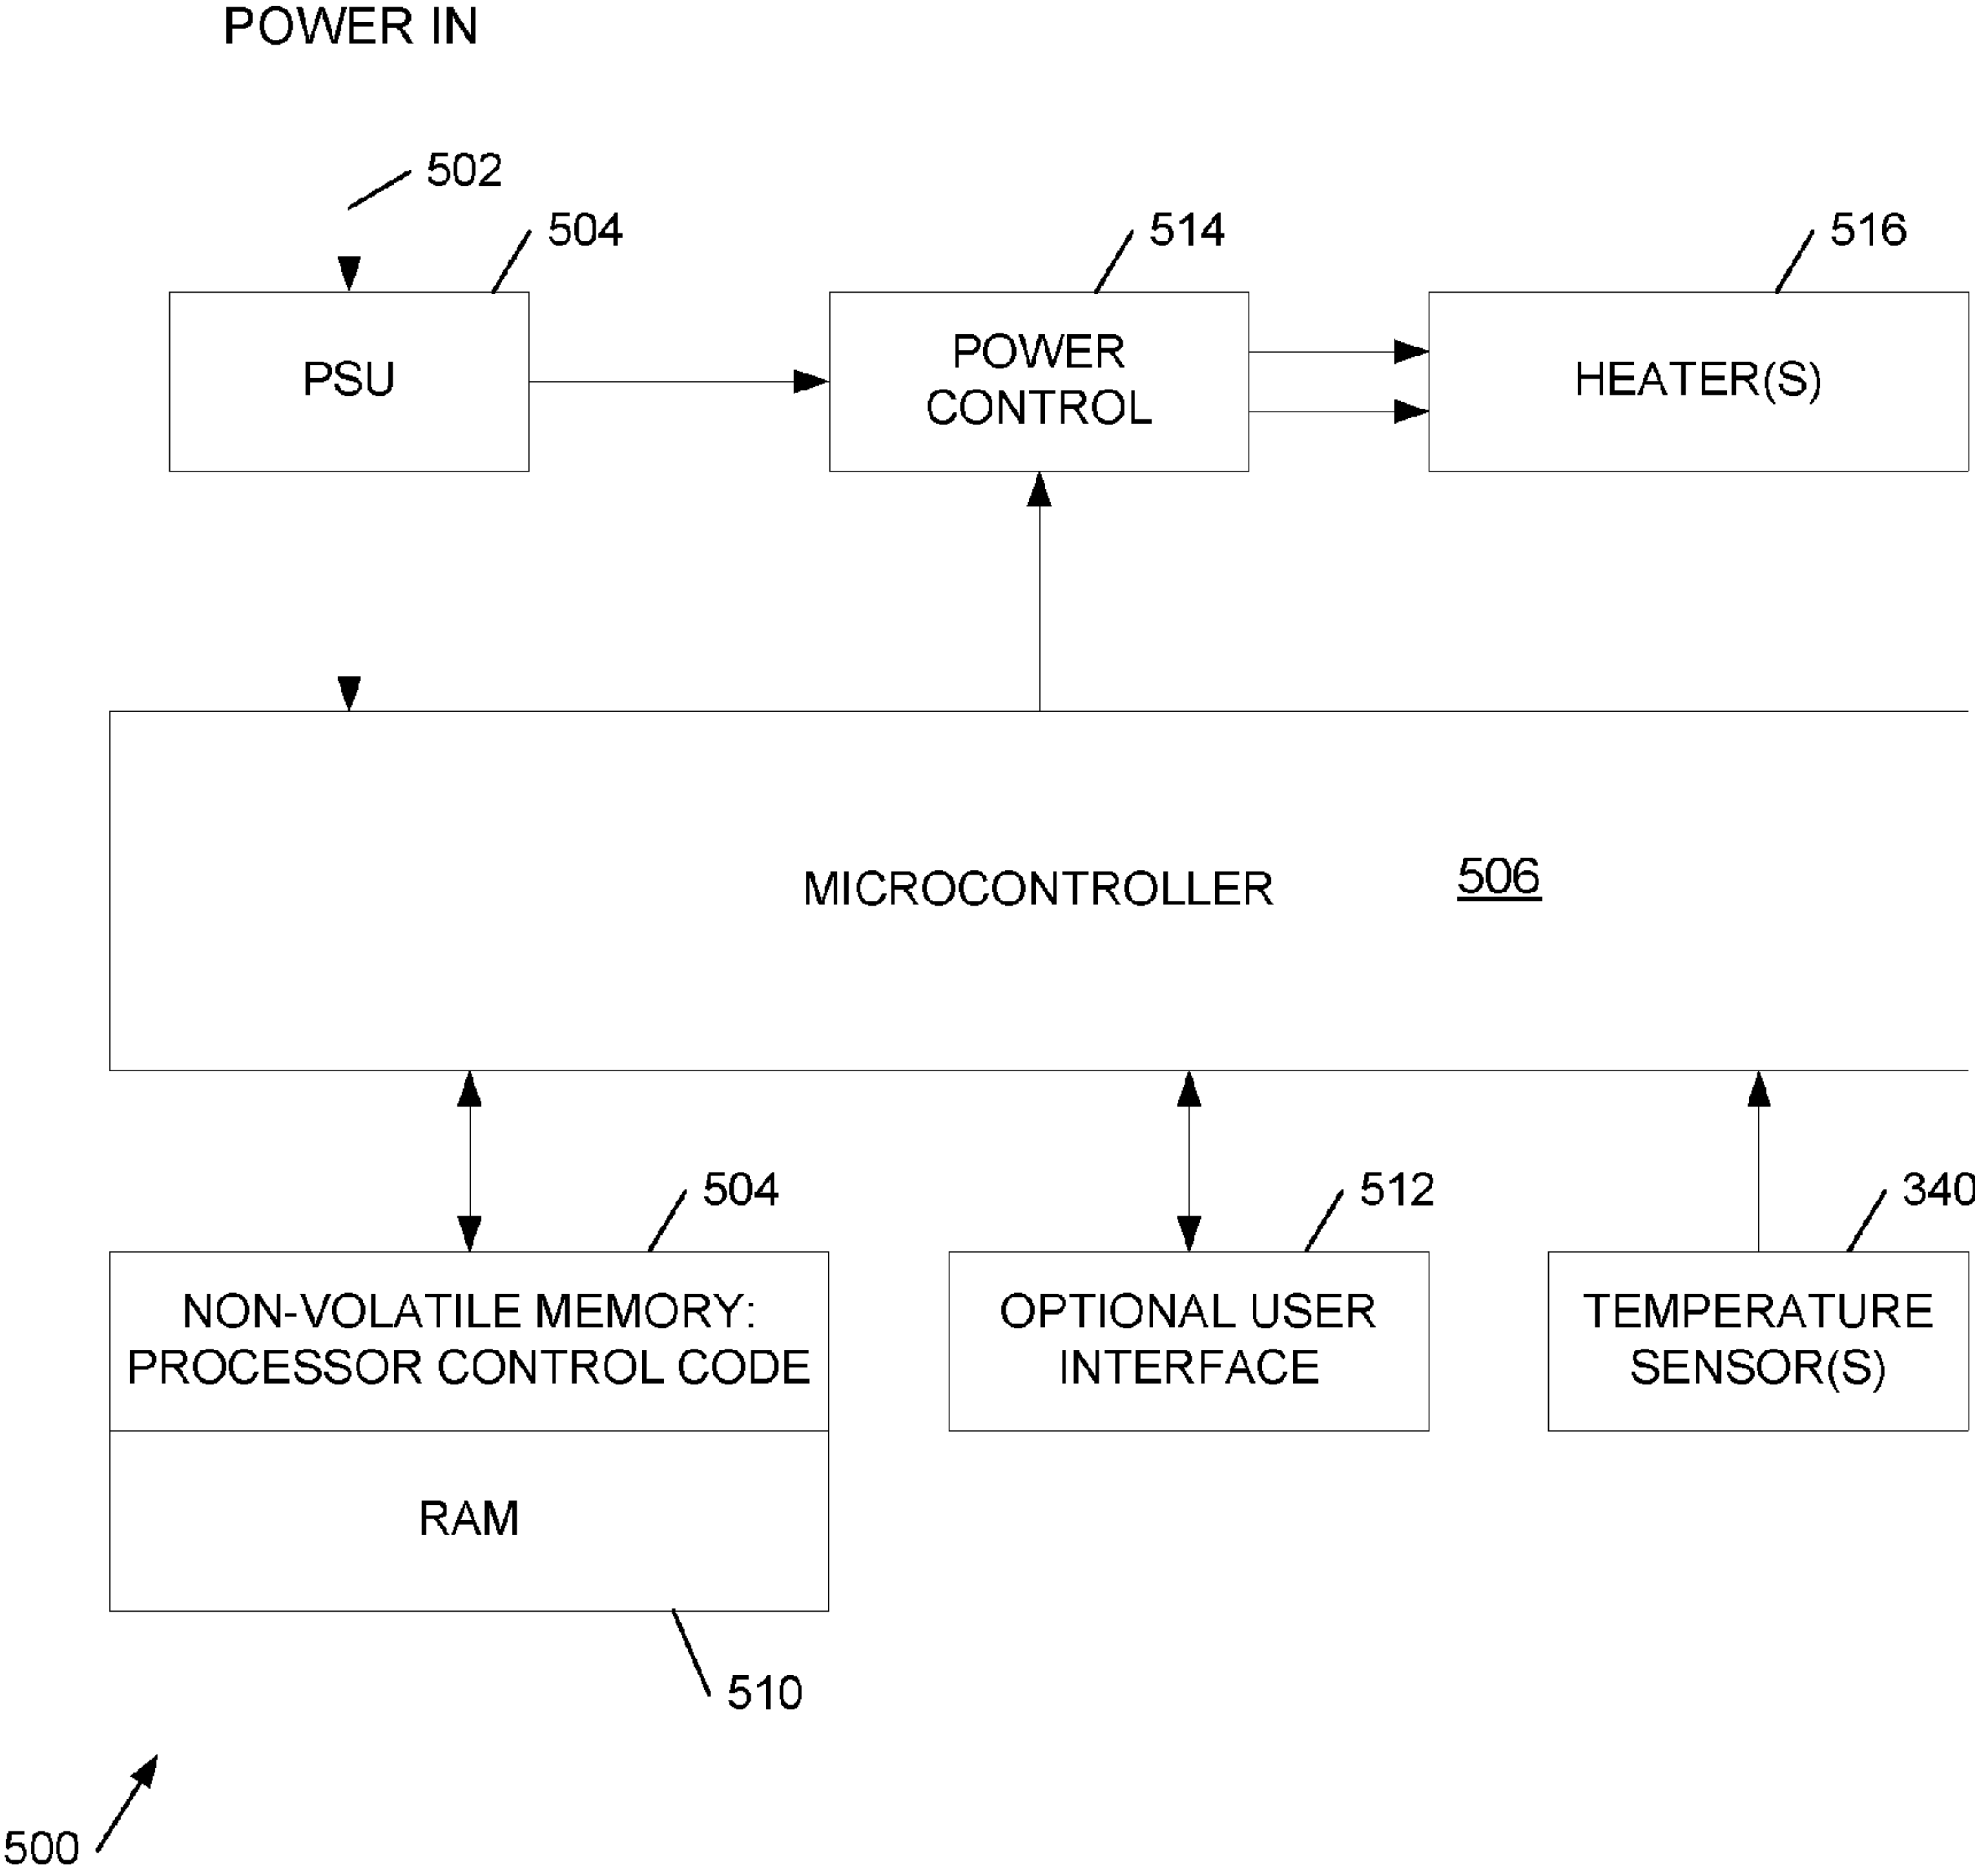 POWER IN
502
504
514
516
PSU
POWER
CONTROL
HEATER(S)
MICROCONTROLLER
506
504
512
340
NON-VOLATILE MEMORY:
PROCESSOR CONTROL CODE
OPTIONAL USER
INTERFACE
TEMPERATURE
SENSOR(S)
RAM
510
500